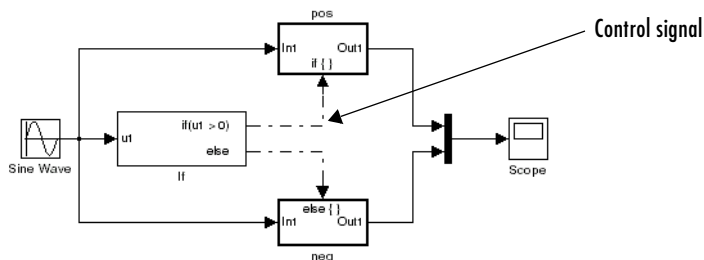 pos
Control signal
In1
Out1
if { }
if(u1 > 0)
u1
else
Sine Wave
If
Scope
else { }
In1
Out1
neg